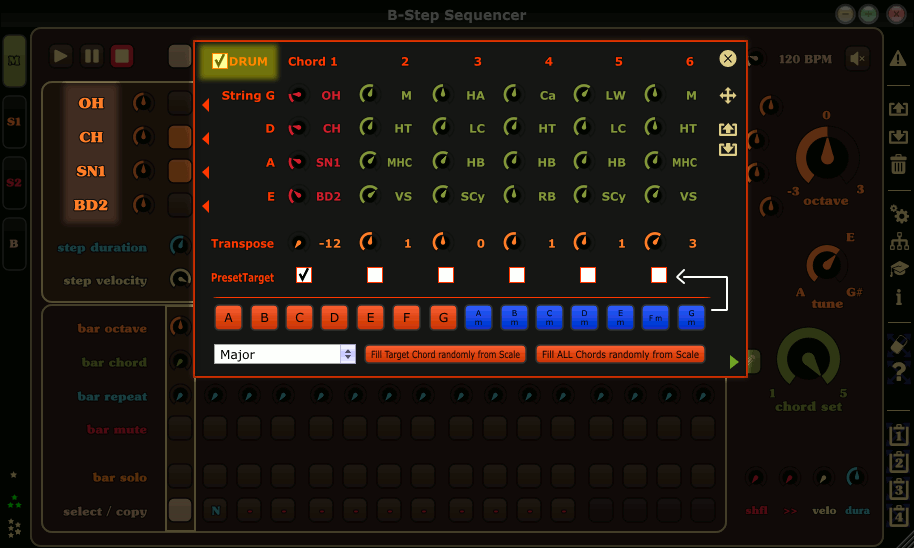 B-Step Sequencer
M
S1
S2
B
120 BPM
DRUM Chord 1 2 3 4 5 6
String G OH M HA Ca LW M
D CH HT LC HT LC HT
A SN1 MHC HB HB HB MHC
E BD2 VS SCy RB SCy VS
Transpose -12 1 0 1 1 3
PresetTarget
A B C D E F G Am Bm Cm Dm Em Fm Gm
Major Fill Target Chord randomly from Scale Fill ALL Chords randomly from Scale
OH
CH
SN1
BD2
step duration
step velocity
bar octave
bar chord
bar repeat
bar mute
bar solo
select / copy N
0
-3 3
octave
E
A G#
tune
1 5
chord set
shfl >> velo dura
i
?
1
2
3
4